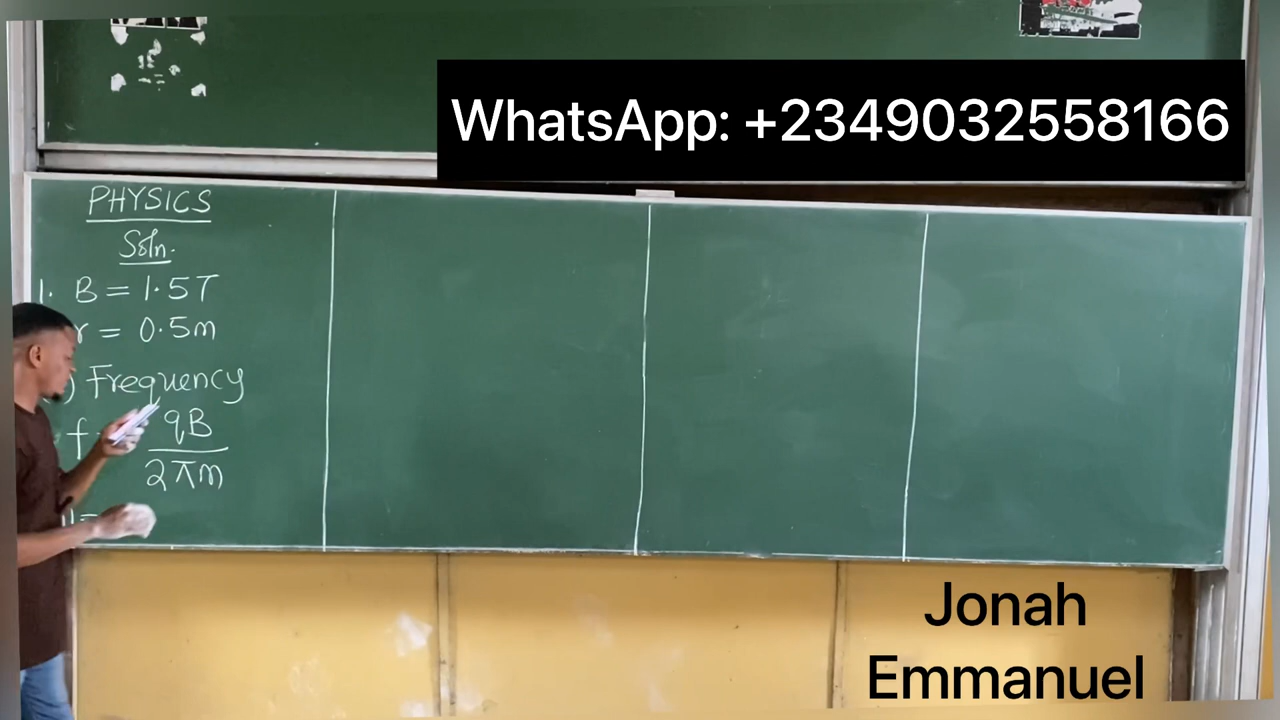 WhatsApp: +2349032558166
PHYSICS
Soln.
1. B = 1.5T
r = 0.5m
) Frequency
f = qB
2πm
=
Jonah
Emmanuel